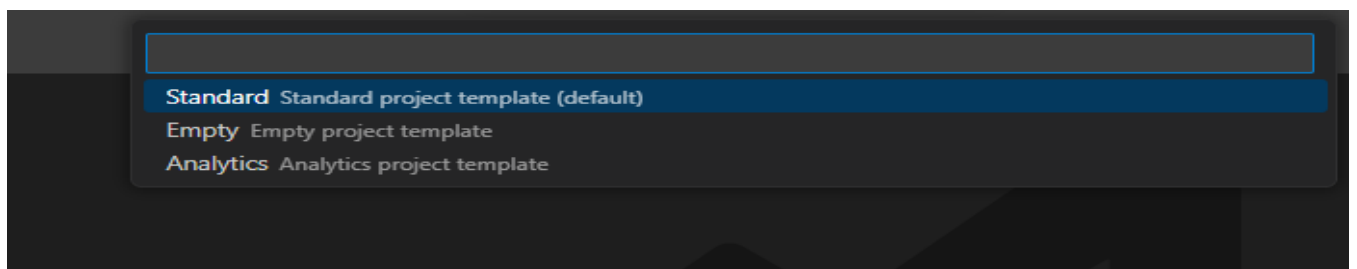 Standard Standard project template (default)
Empty Empty project template
Analytics Analytics project template